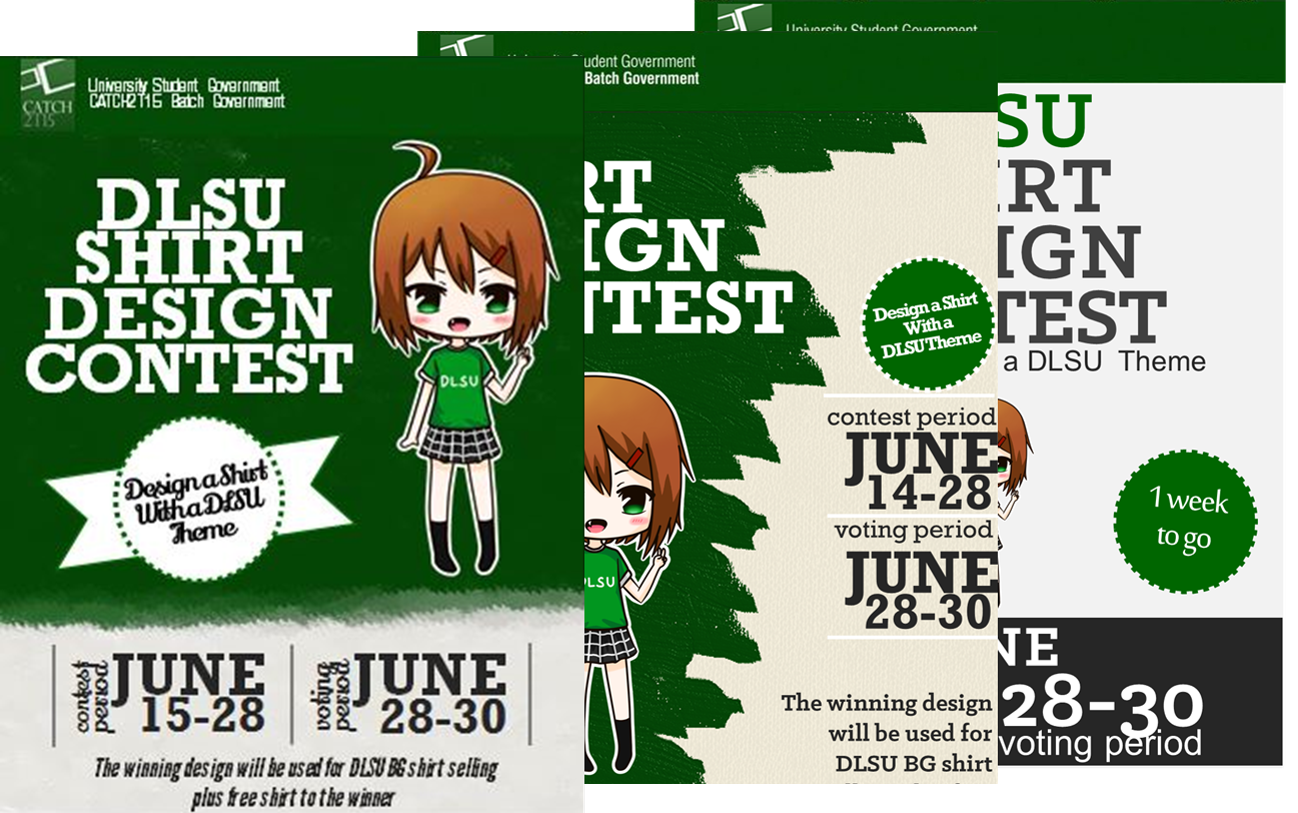 University Student Government
CATCH2T15 Batch Government
CATCH
2T15
DLSU
SHIRT
DESIGN
CONTEST
DLSU
Design a Shirt
With a DLSU
Theme
contest
period
JUNE
15-28
voting
period
JUNE
28-30
The winning design will be used for DLSU BG shirt selling
plus free shirt to the winner
Student Government
Batch Government
RT
IGN
NTEST
Design a Shirt
With a
DLSU Theme
contest period
JUNE
14-28
voting period
JUNE
28-30
DLSU
The winning design
will be used for
DLSU BG shirt
University Student Government
SU
IRT
IGN
TEST
a DLSU Theme
1 week
to go
NE
28-30
voting period